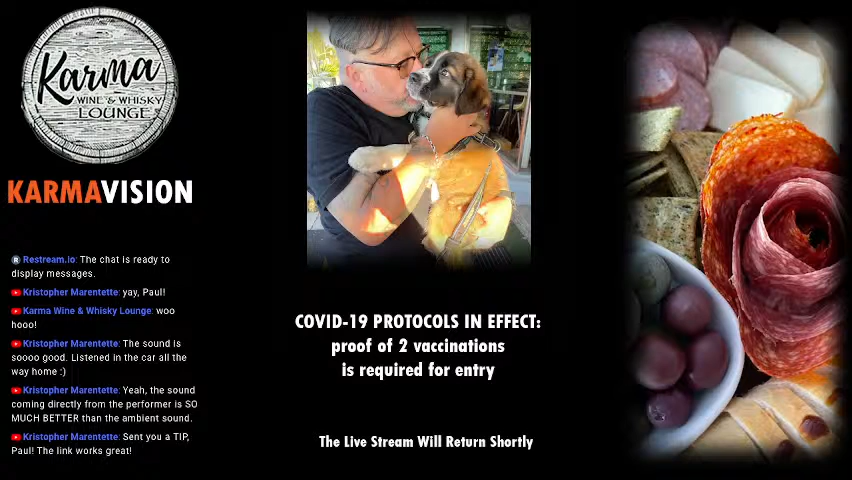 Karma
WINE & WHISKY
LOUNGE
KARMAVISION
Restream.io: The chat is ready to
display messages.
Kristopher Marentette: yay, Paul!
Karma Wine & Whisky Lounge: woo
hooo!
Kristopher Marentette: The sound is
soooo good. Listened in the car all the
way home :)
Kristopher Marentette: Yeah, the sound
coming directly from the performer is SO
MUCH BETTER than the ambient sound.
Kristopher Marentette: Sent you a TIP,
Paul! The link works great!
COVID-19 PROTOCOLS IN EFFECT:
proof of 2 vaccinations
is required for entry
The Live Stream Will Return Shortly